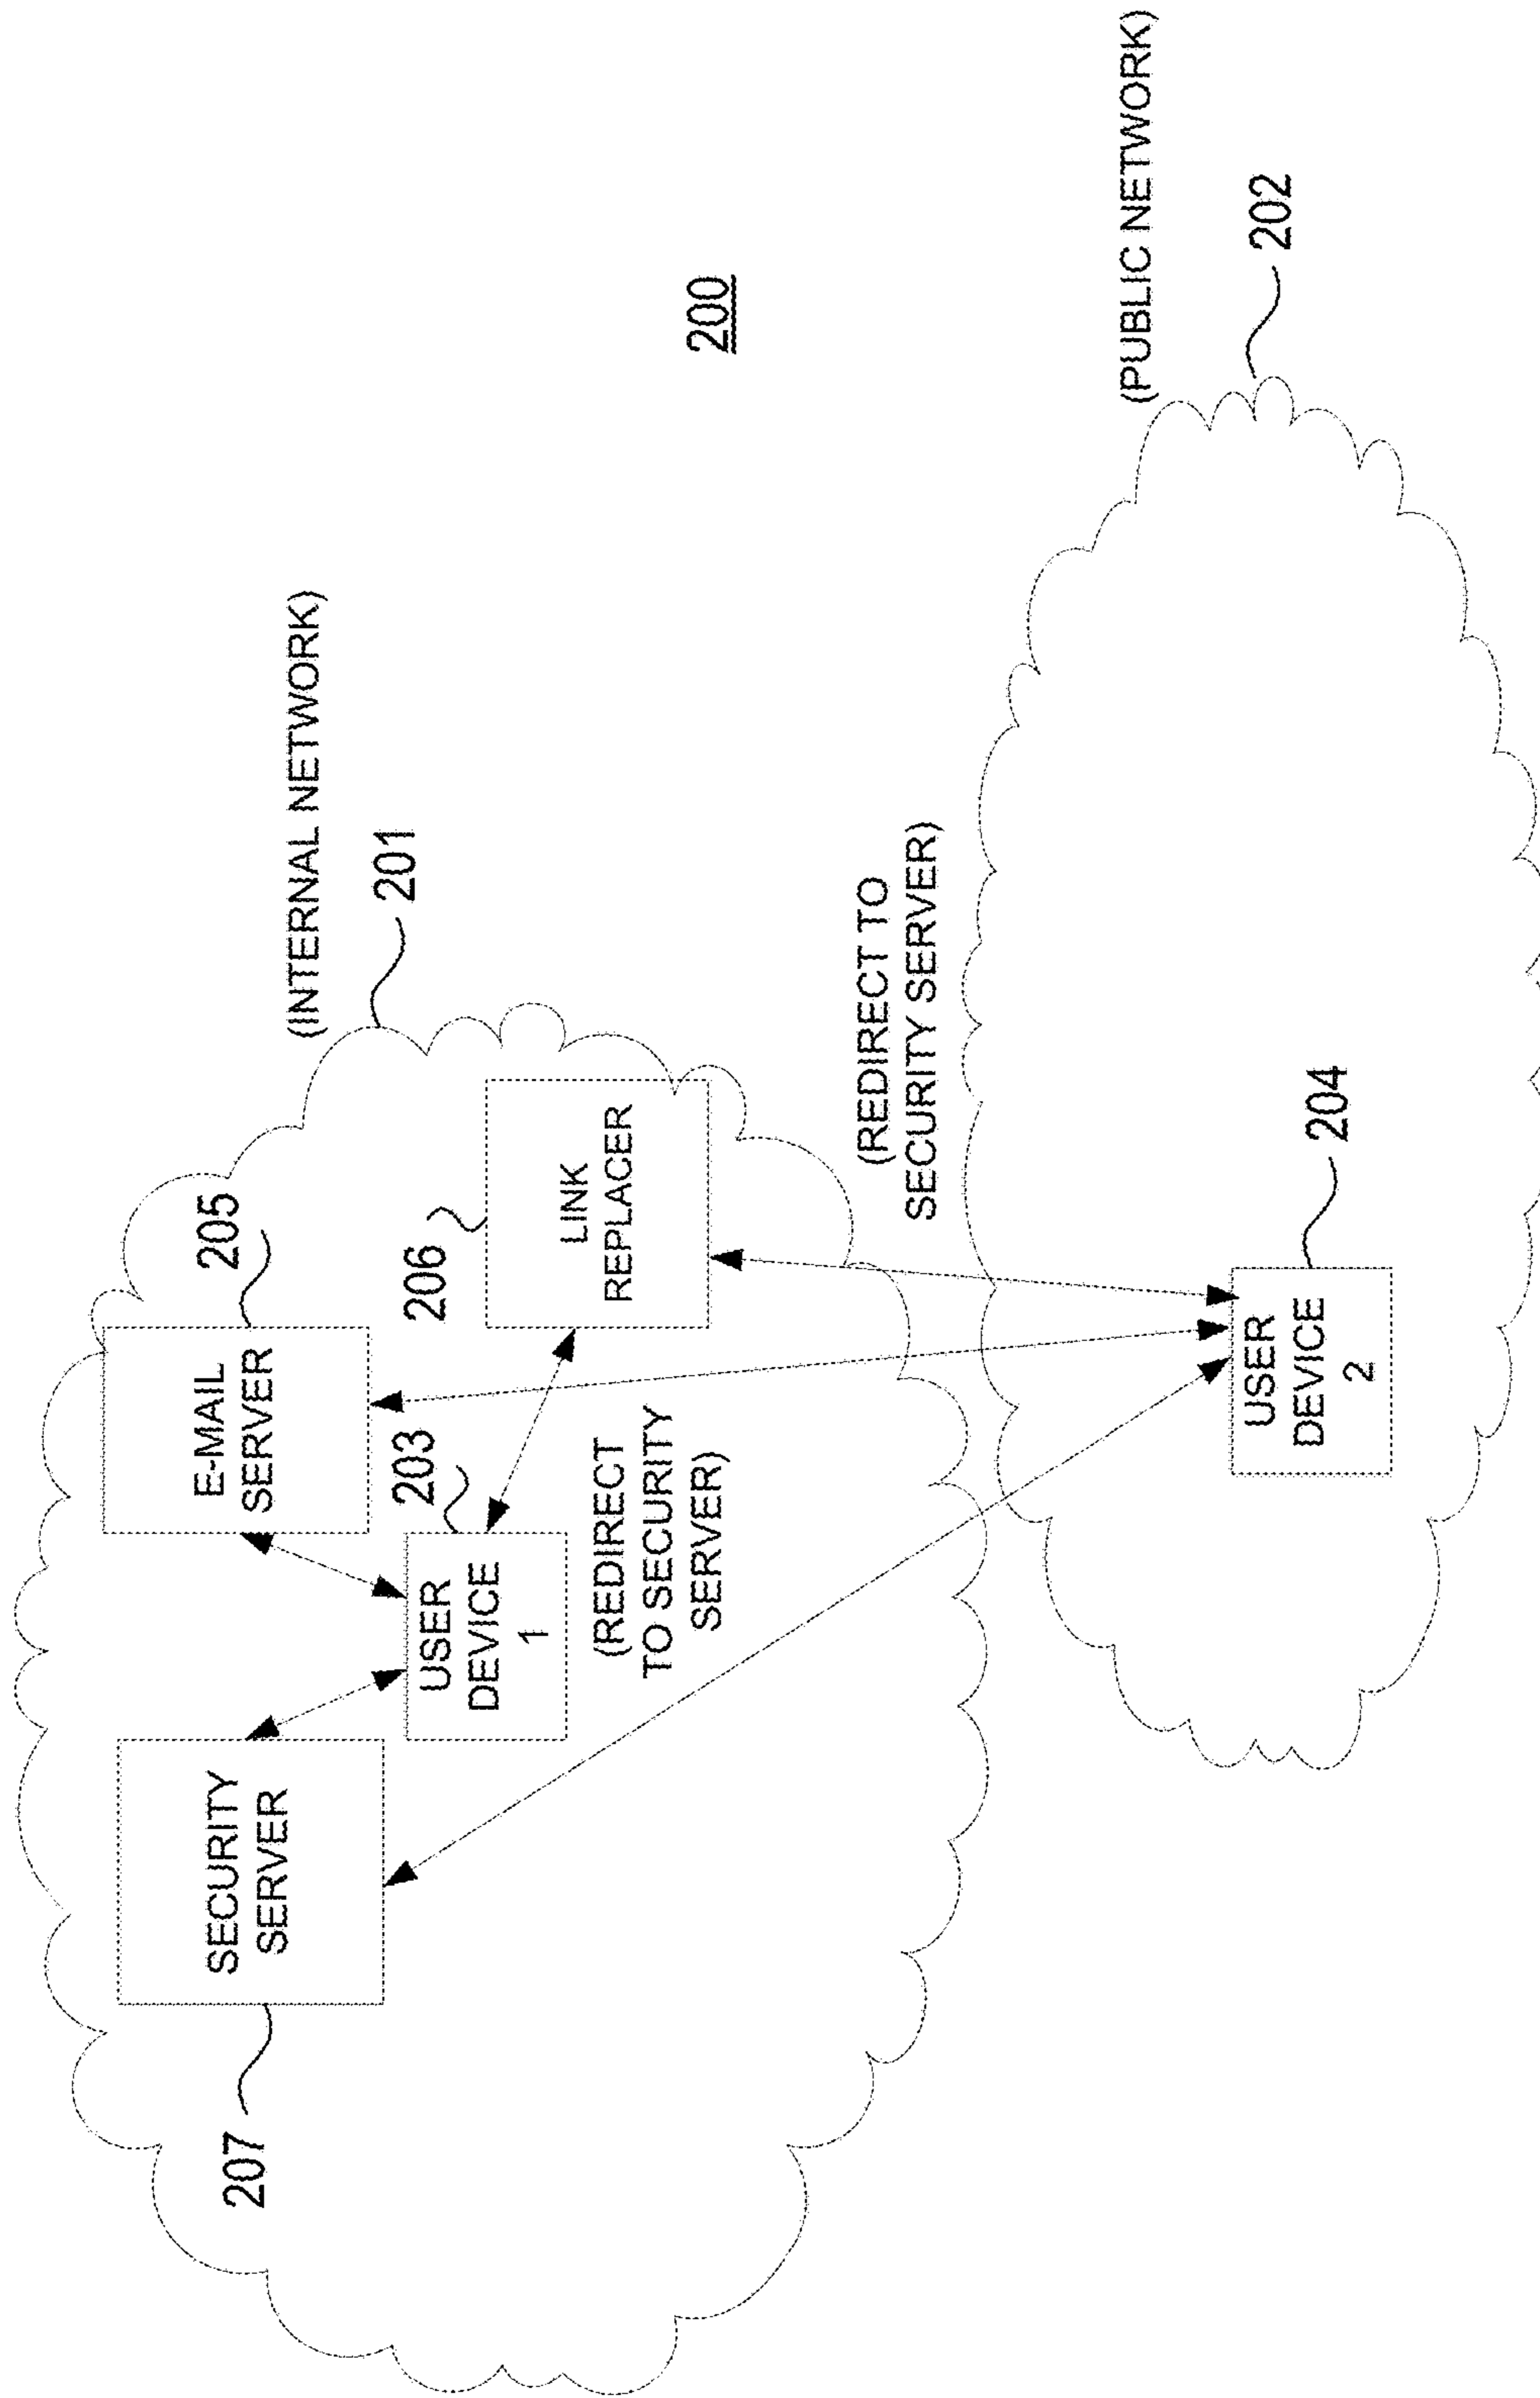 (INTERNAL NETWORK)
201
205
E-MAIL
SERVER
SECURITY
SERVER
207
203
USER
DEVICE
1
206
LINK
REPLACER
(REDIRECT
TO SECURITY
SERVER)
200
(REDIRECT TO
SECURITY SERVER)
(PUBLIC NETWORK)
202
204
USER
DEVICE
2